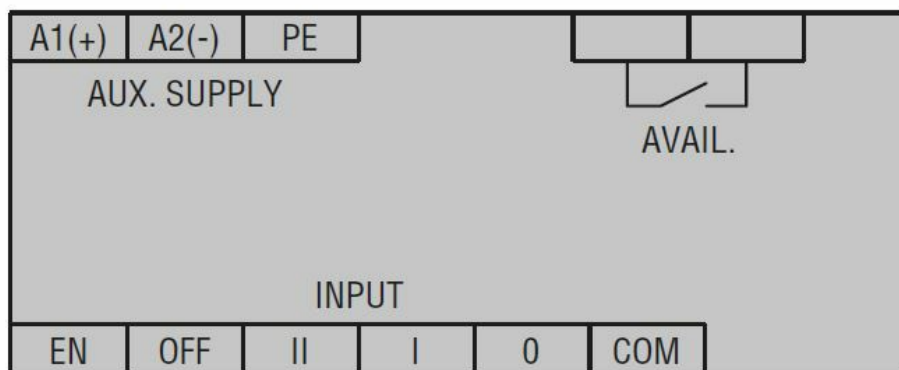 A1(+) A2(-) PE
AUX. SUPPLY
AVAIL.
INPUT
EN OFF II I 0 COM